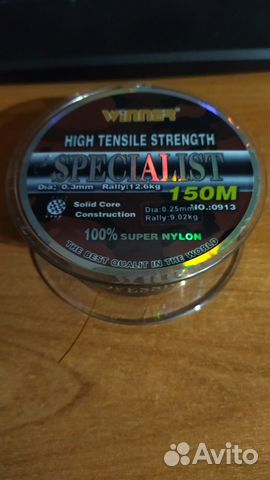 WINNER
HIGH TENSILE STRENGTH
SPECIALIST
Dia: 0.3mm Rally:12.6kg
150M
Solid Core
Construction
Dia:0.25mm NO.:0913
Rally:9.02kg
100% SUPER NYLON
THE BEST QUALIT IN THE WORLD
Avito